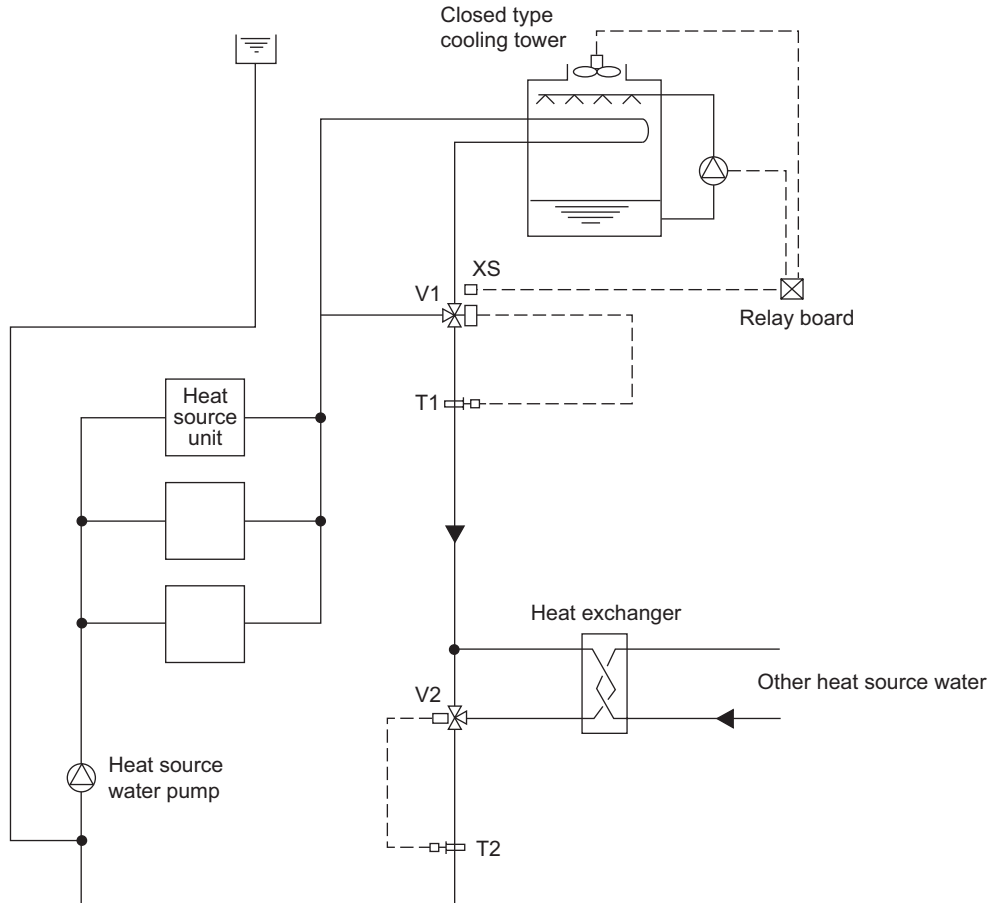 Closed type
cooling tower
XS
V1
Relay board
T1
Heat
source
unit
Heat exchanger
V2
Other heat source water
Heat source
water pump
T2